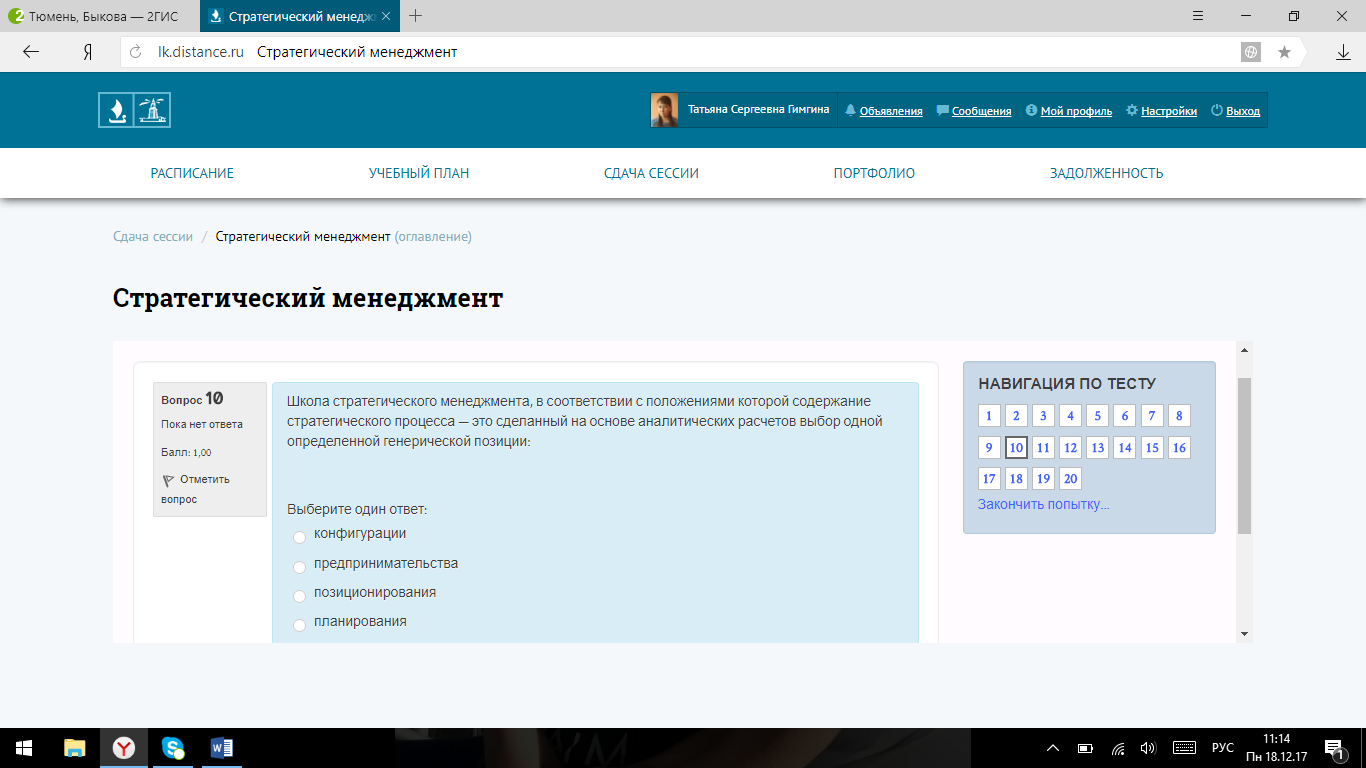 Тюмень, Быкова — 2ГИС
Стратегический менедж
lk.distance.ru Стратегический менеджмент
Татьяна Сергеевна Гимгина Объявления Сообщения Мой профиль Настройки Выход
РАСПИСАНИЕ УЧЕБНЫЙ ПЛАН СДАЧА СЕССИИ ПОРТФОЛИО ЗАДОЛЖЕННОСТЬ
Сдача сессии / Стратегический менеджмент (оглавление)
Стратегический менеджмент
Вопрос 10
Пока нет ответа
Балл: 1,00
Отметить
вопрос
Школа стратегического менеджмента, в соответствии с положениями которой содержание
стратегического процесса — это сделанный на основе аналитических расчетов выбор одной
определенной генерической позиции:
Выберите один ответ:
конфигурации
предпринимательства
позиционирования
планирования
НАВИГАЦИЯ ПО ТЕСТУ
1 2 3 4 5 6 7 8
9 10 11 12 13 14 15 16
17 18 19 20
Закончить попытку...
РУС
11:14
Пн 18.12.17
1